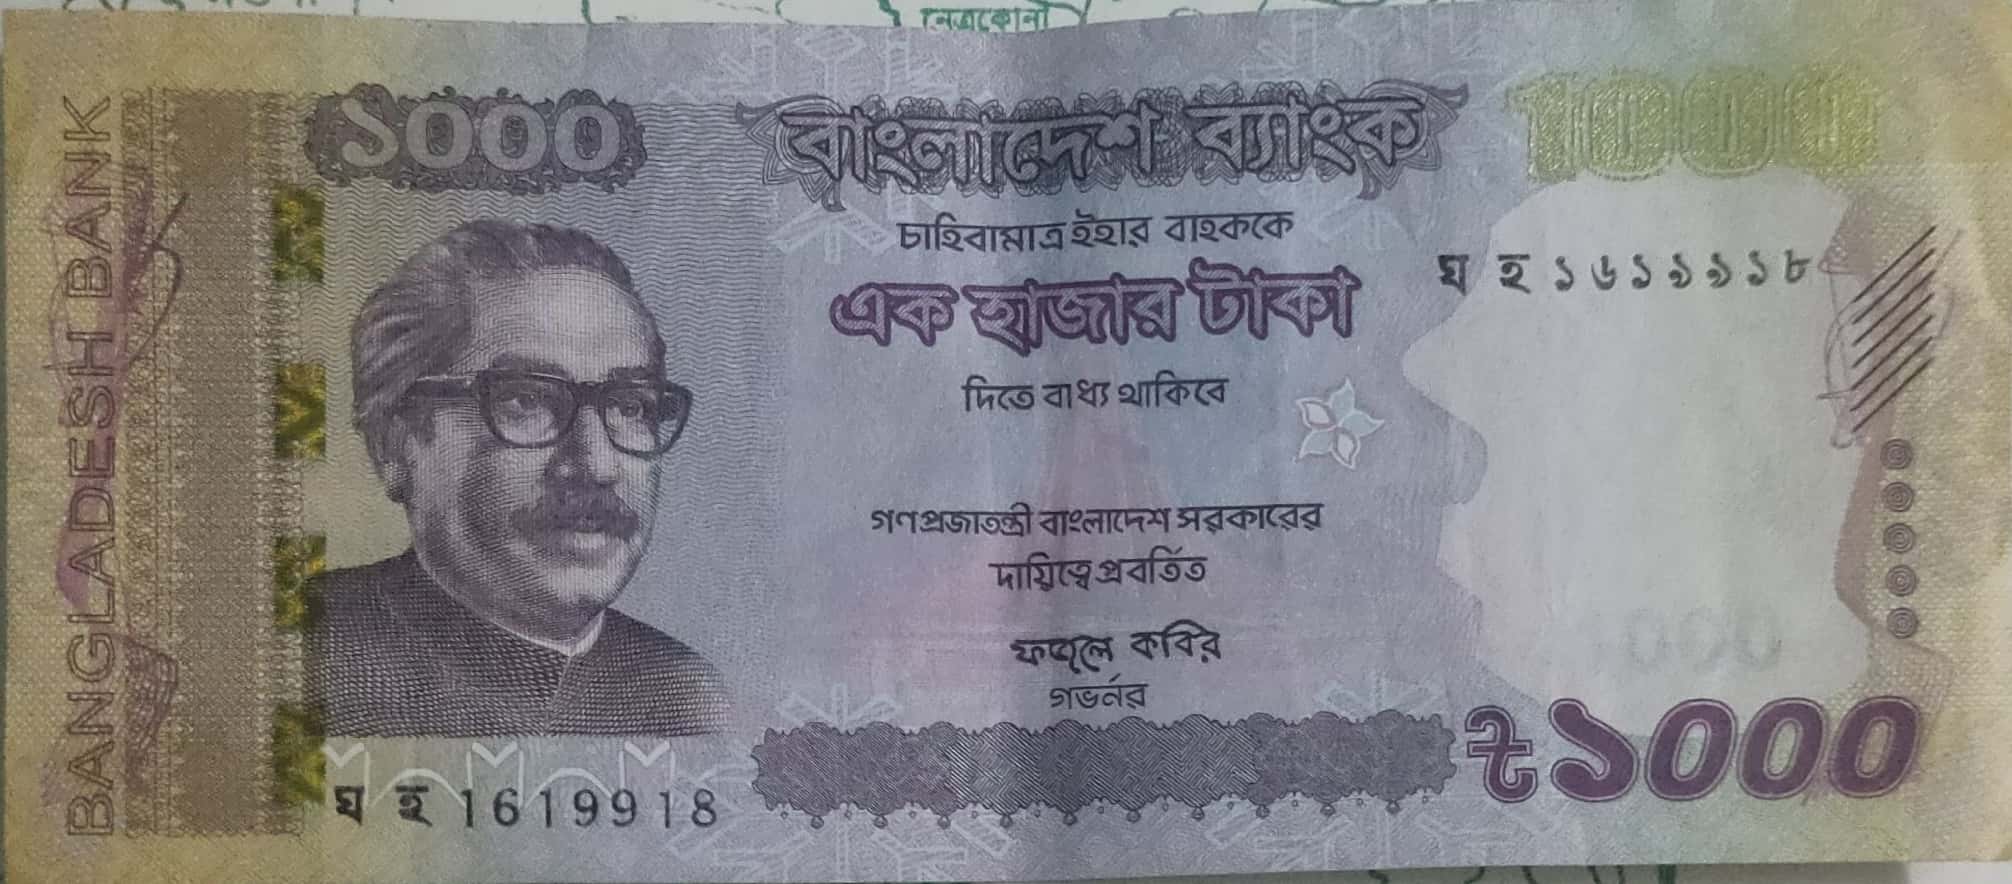 নেত্রকোনা
১০০০
বাংলাদেশ ব্যাংক
1000
চাহিবামাত্র ইহার বাহককে
ঘ হ ১৬১৯৯১৮
এক হাজার টাকা
দিতে বাধ্য থাকিবে
গণপ্রজাতন্ত্রী বাংলাদেশ সরকারের
দায়িত্বে প্রবর্তিত
ফজলে কবির
গভর্নর
1000
৳১০০০
ঘ হ 1619918
BANGLADESH BANK